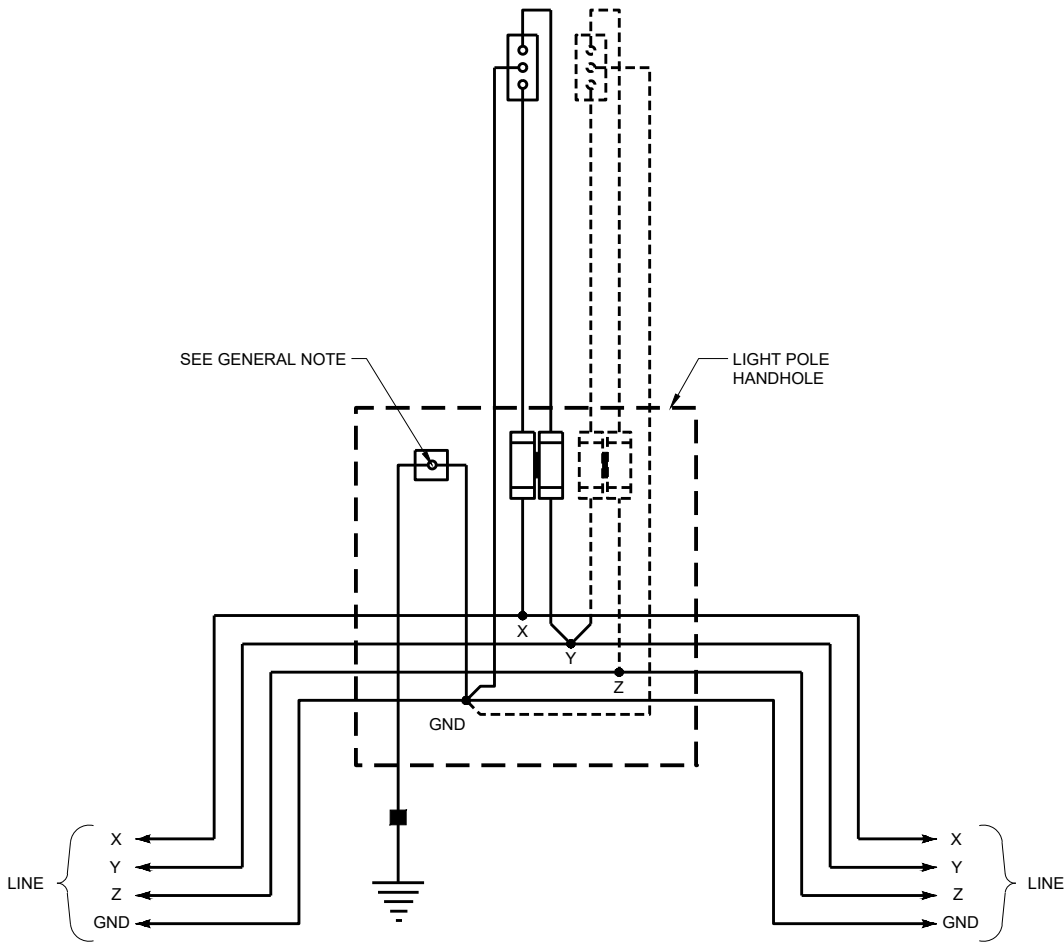 SEE GENERAL NOTE
LIGHT POLE
HANDHOLE
X
Y
Z
GND
LINE
X
Y
Z
GND
X
Y
Z
GND
LINE